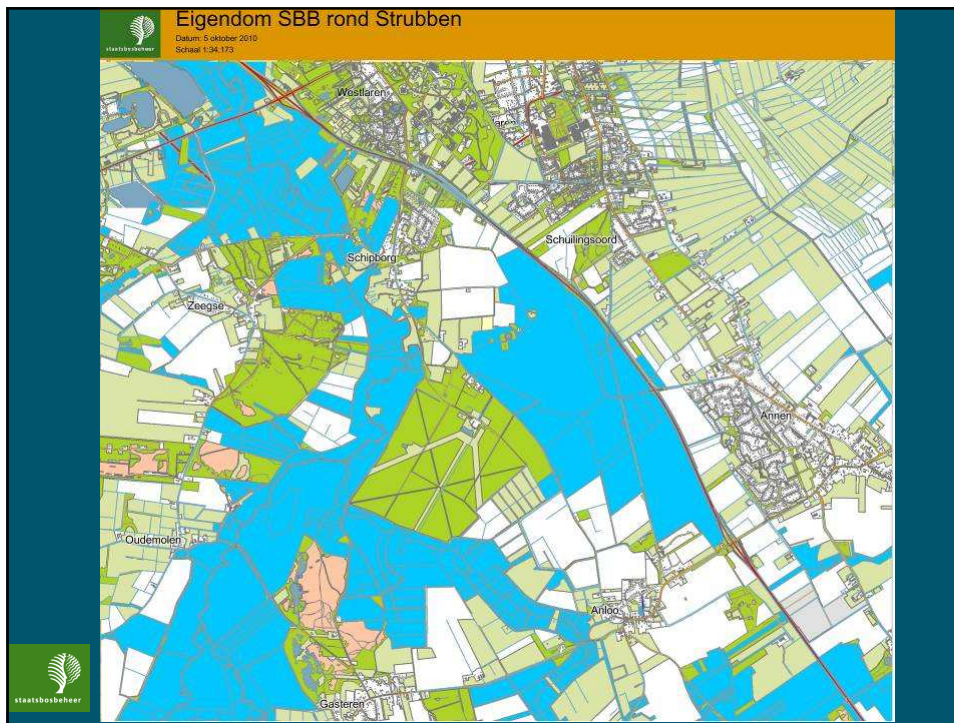 Eigendom SBB rond Strubben
Datum: 5 oktober 2010
Schaal 1:34.173
staatsbosbeheer
Westlaren
Schuilingsoord
Schipborg
Zeegse
Annen
Oudemolen
Anloo
Gasteren
staatsbosbeheer